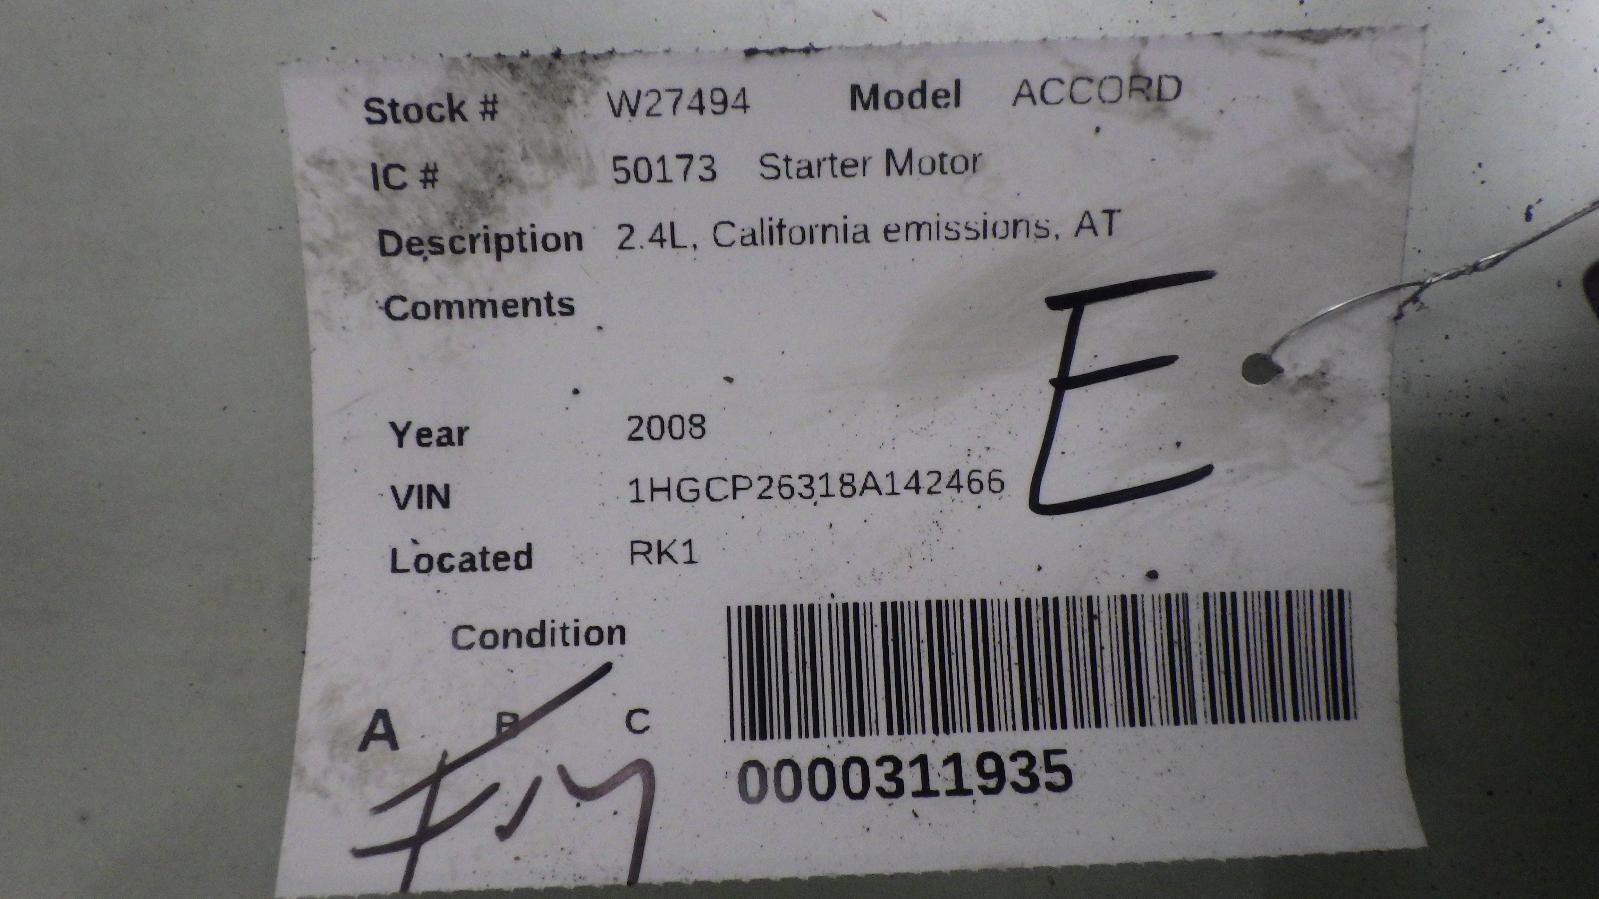 Stock # W27494 Model ACCORD
IC # 50173 Starter Motor
Description 2.4L, California emissions, AT
Comments
E
Year 2008
VIN 1HGCP26318A142466
Located RK1
Condition
A B C
0000311935